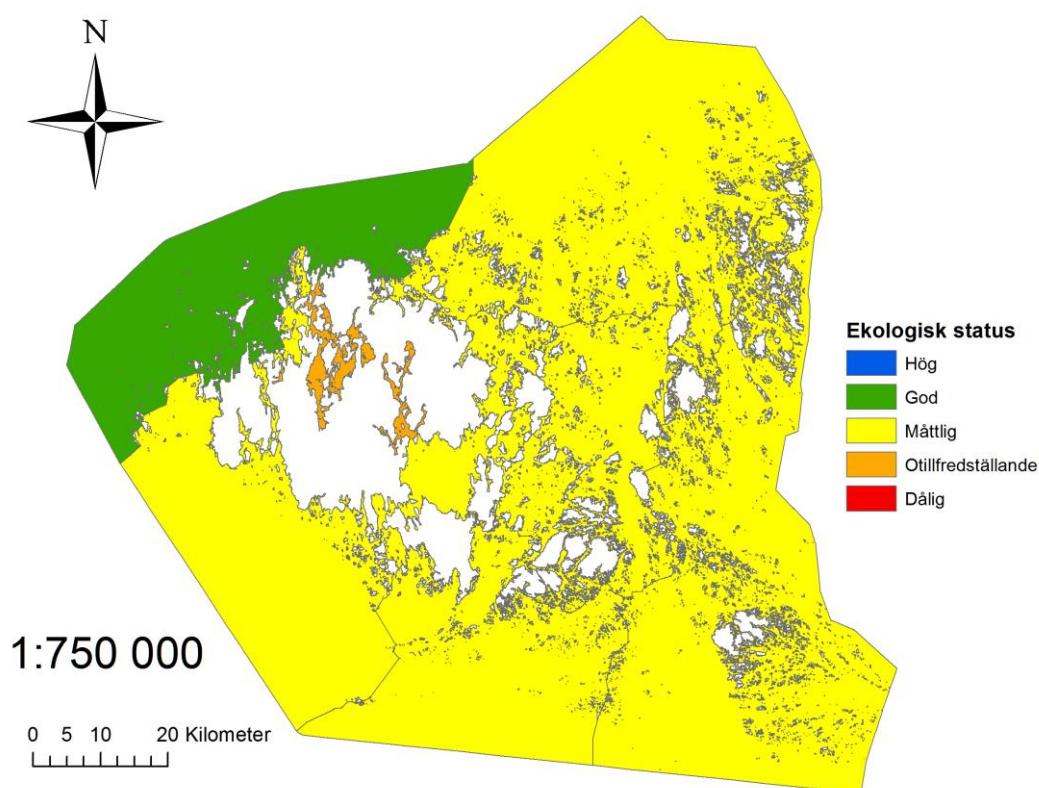 N
Ekologisk status
Hög
God
Måttlig
Otillfredställande
Dålig
1:750 000
0 5 10 20 Kilometer